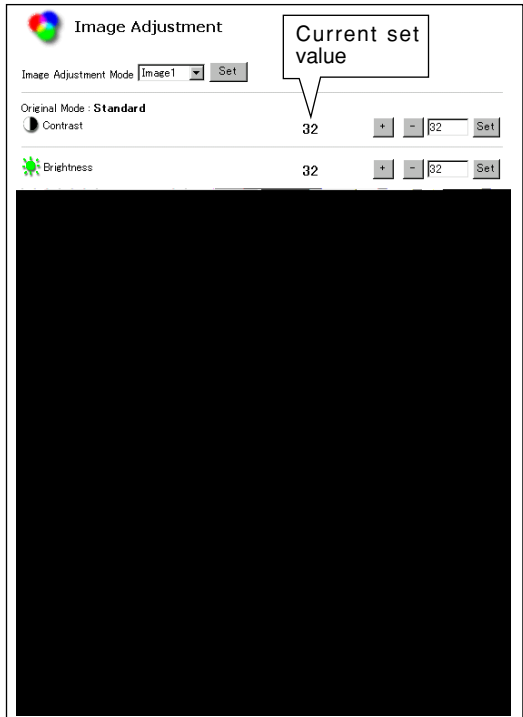 Image Adjustment
Current set
value
Image Adjustment Mode Image1 Set
Original Mode : Standard
Contrast 32 + - 32 Set
Brightness 32 + - 32 Set